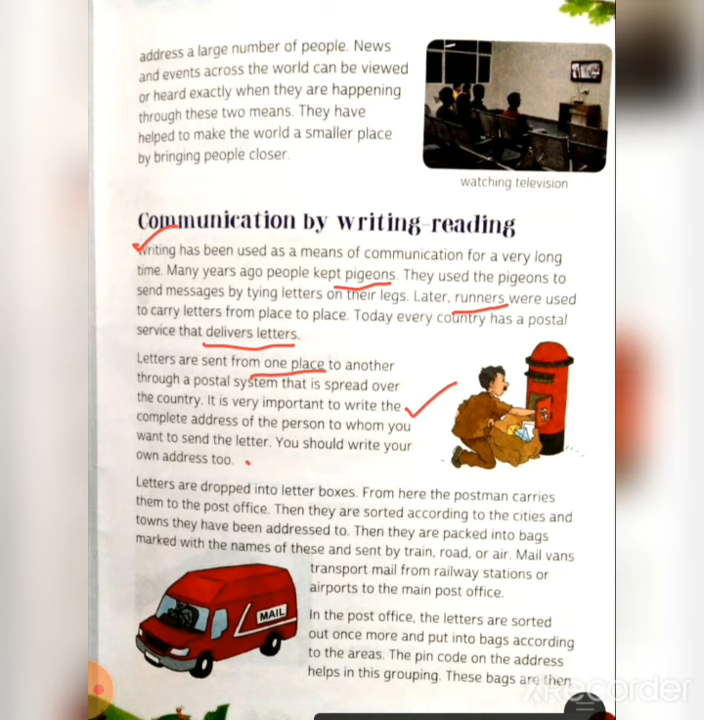 address a large number of people. News
and events across the world can be viewed
or heard exactly when they are happening
through these two means. They have
helped to make the world a smaller place
by bringing people closer.
watching television
Communication by writing-reading
Writing has been used as a means of communication for a very long
time. Many years ago people kept pigeons. They used the pigeons to
send messages by tying letters on their legs. Later, runners were used
to carry letters from place to place. Today every country has a postal
service that delivers letters.
Letters are sent from one place to another
through a postal system that is spread over
the country. It is very important to write the
complete address of the person to whom you
want to send the letter. You should write your
own address too.
Letters are dropped into letter boxes. From here the postman carries
them to the post office. Then they are sorted according to the cities and
towns they have been addressed to. Then they are packed into bags
marked with the names of these and sent by train, road, or air. Mail vans
transport mail from railway stations or
airports to the main post office.
MAIL
In the post office, the letters are sorted
out once more and put into bags according
to the areas. The pin code on the address
helps in this grouping. These bags are then
XRecorder